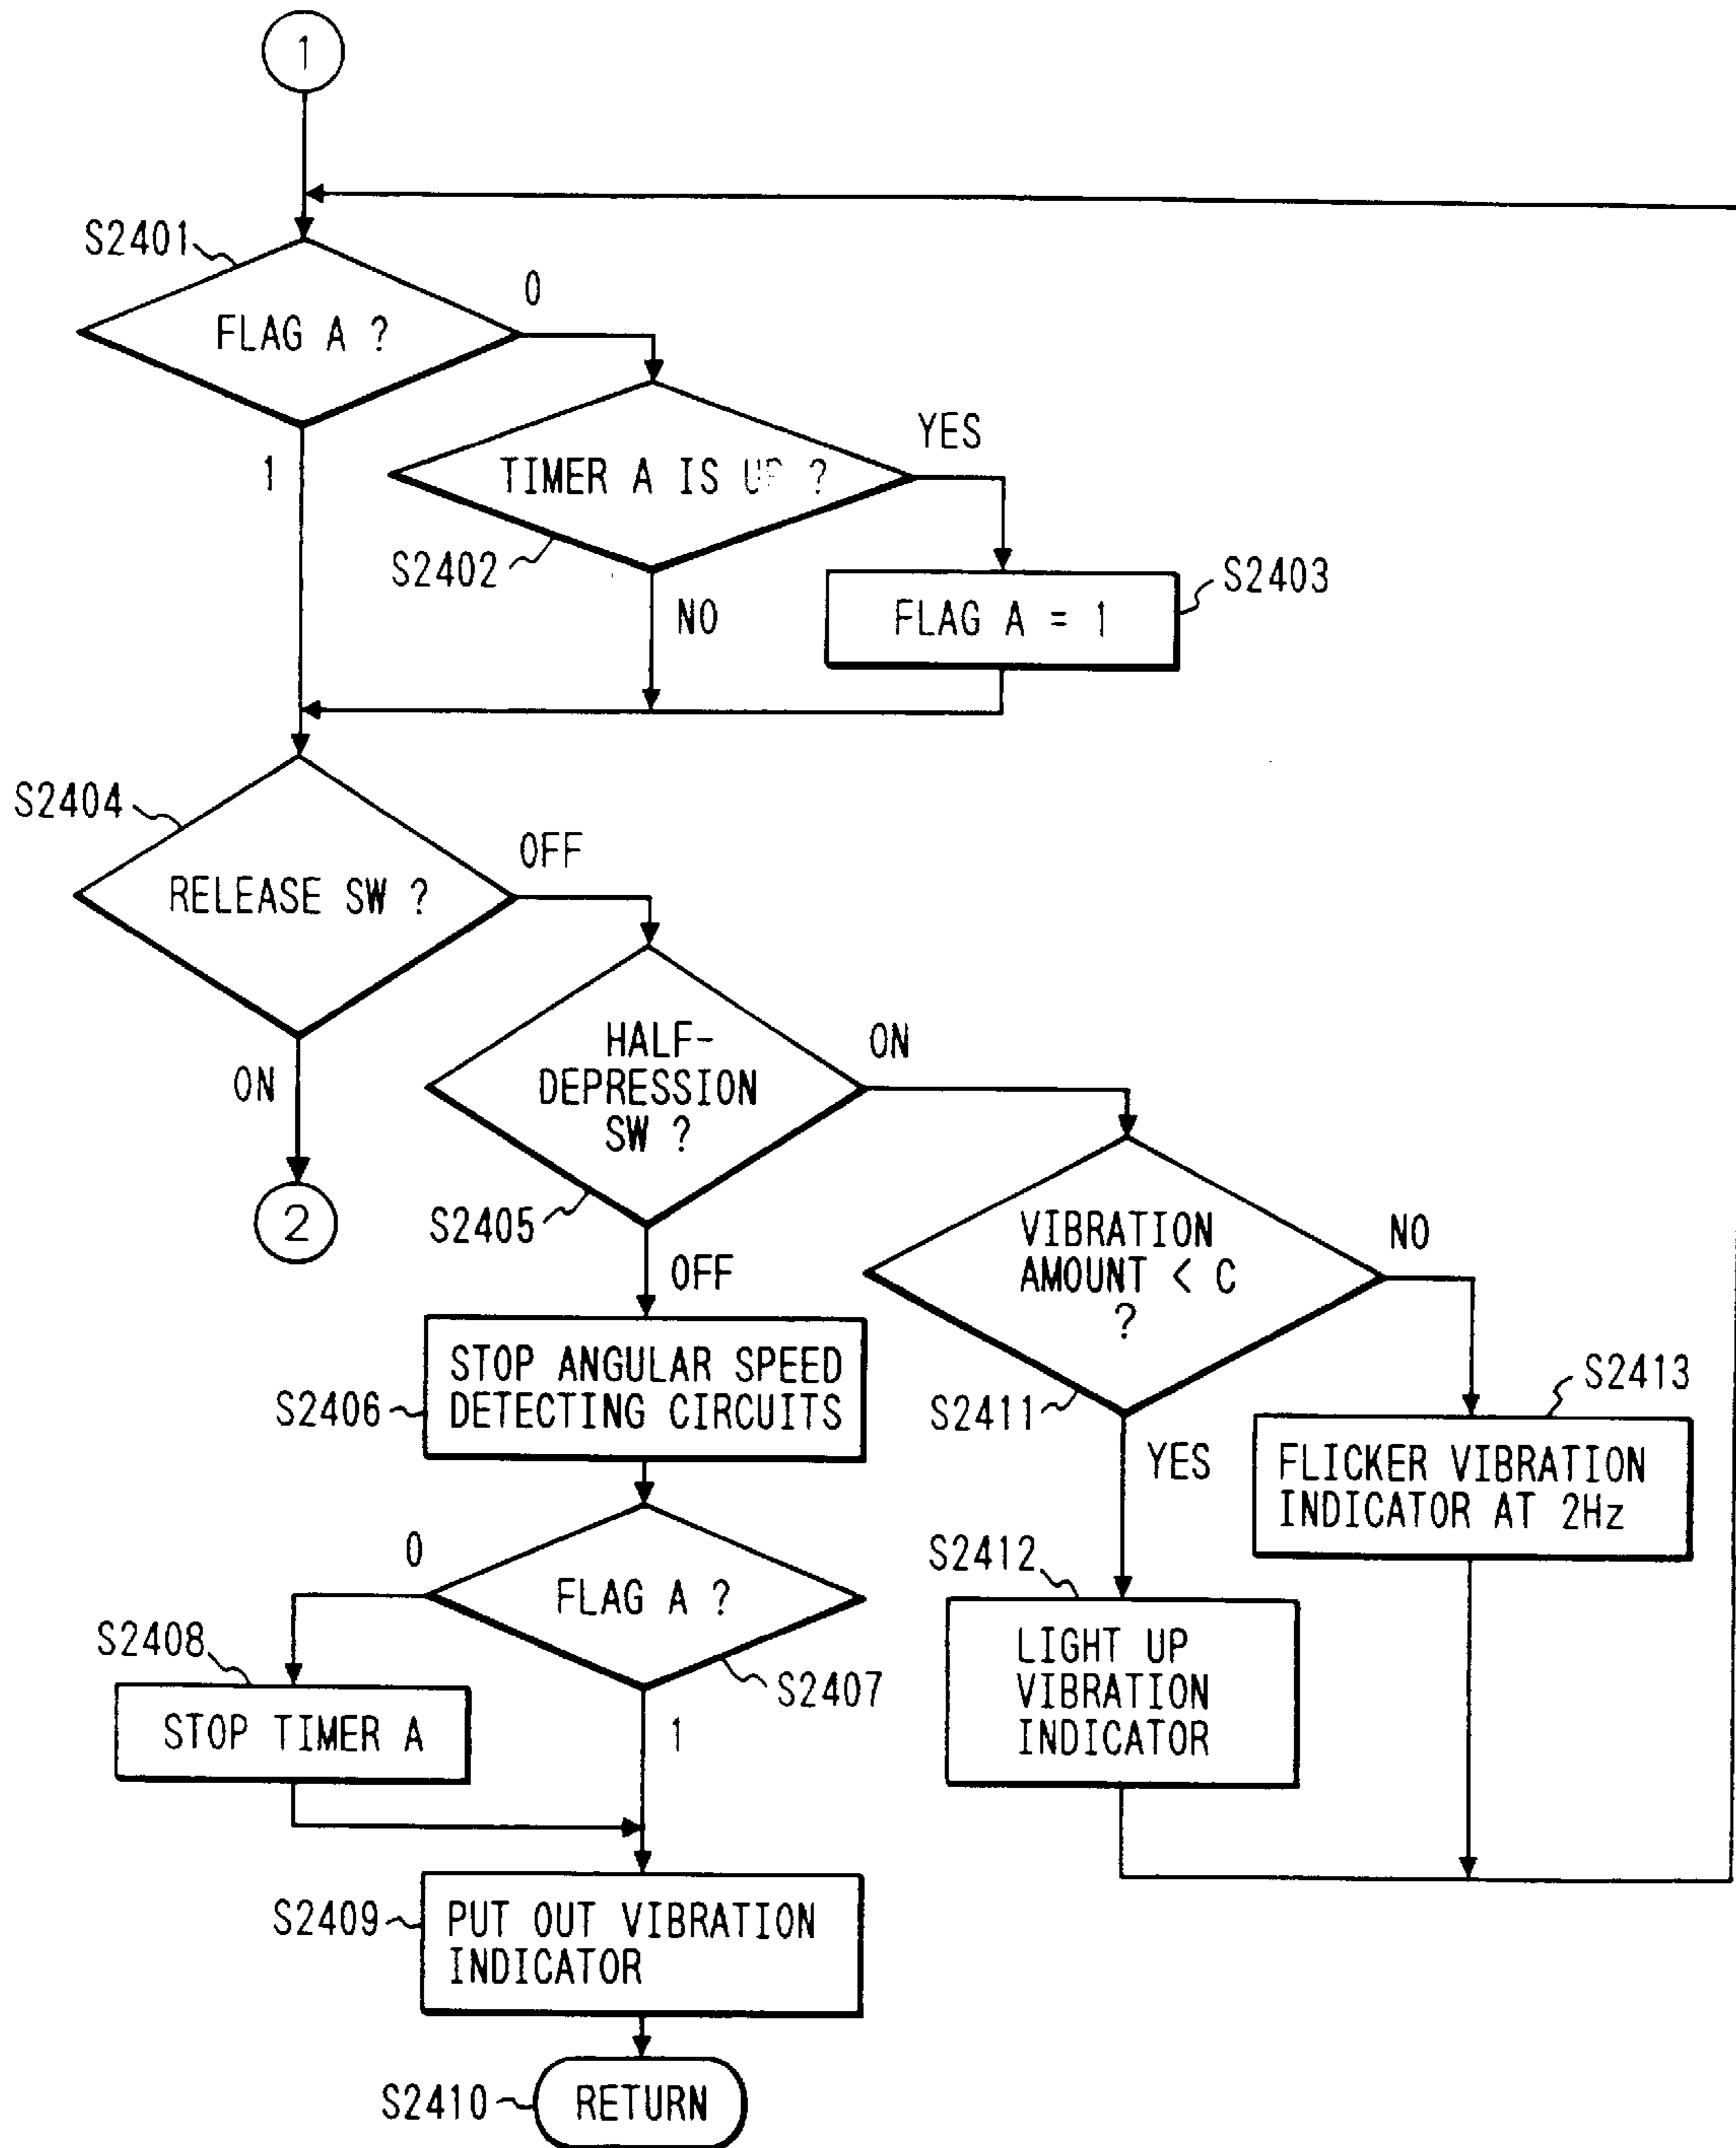 1
S2401
0
FLAG A ?
1
YES
TIMER A IS UP ?
S2402
S2403
NO
FLAG A = 1
S2404
OFF
RELEASE SW ?
ON
2
HALF-
DEPRESSION
SW ?
ON
S2405
OFF
VIBRATION
AMOUNT < C
?
NO
S2411
YES
STOP ANGULAR SPEED
DETECTING CIRCUITS
S2406
S2413
FLICKER VIBRATION
INDICATOR AT 2Hz
0
FLAG A ?
S2407
S2408
STOP TIMER A
1
S2412
LIGHT UP
VIBRATION
INDICATOR
S2409
PUT OUT VIBRATION
INDICATOR
S2410
RETURN